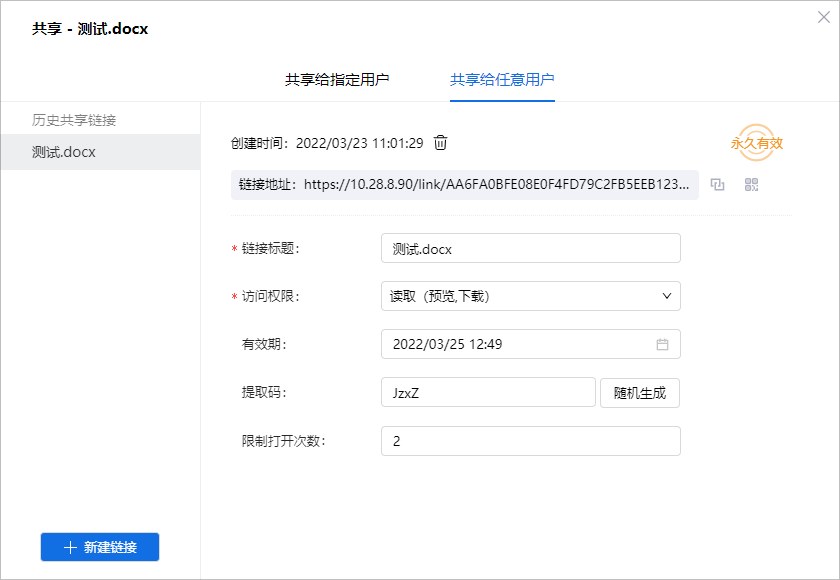 共享 - 测试.docx
共享给指定用户
共享给任意用户
历史共享链接
测试.docx
创建时间：2022/03/23 11:01:29
永久有效
链接地址：https://10.28.8.90/link/AA6FA0BFE08E0F4FD79C2FB5EEB123...
* 链接标题：
测试.docx
* 访问权限：
读取（预览,下载）
有效期：
2022/03/25 12:49
提取码：
JzxZ
随机生成
限制打开次数：
2
新建链接